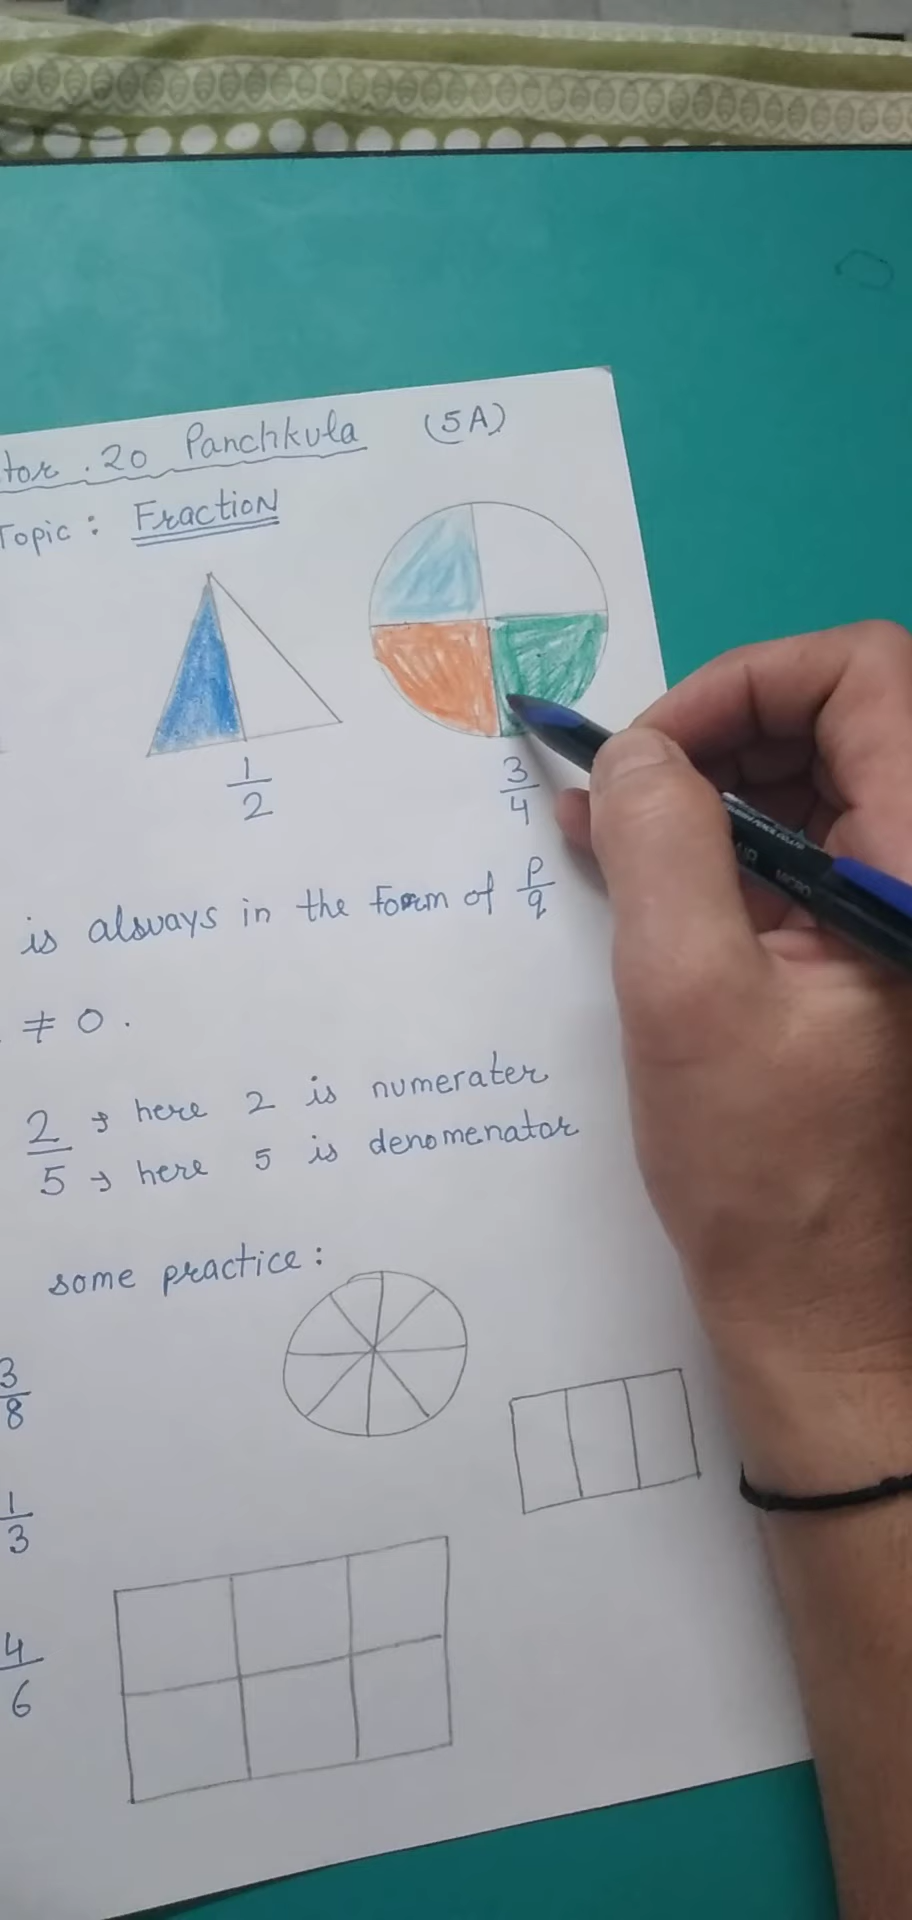 tor. 20 Panchkula (5A)
Topic: Fraction
1/2
3/4
is always in the form of p/q
≠ 0.
2/5 → here 2 is numerater
→ here 5 is denomenator
some practice:
3/8
1/3
4/6
MICRO